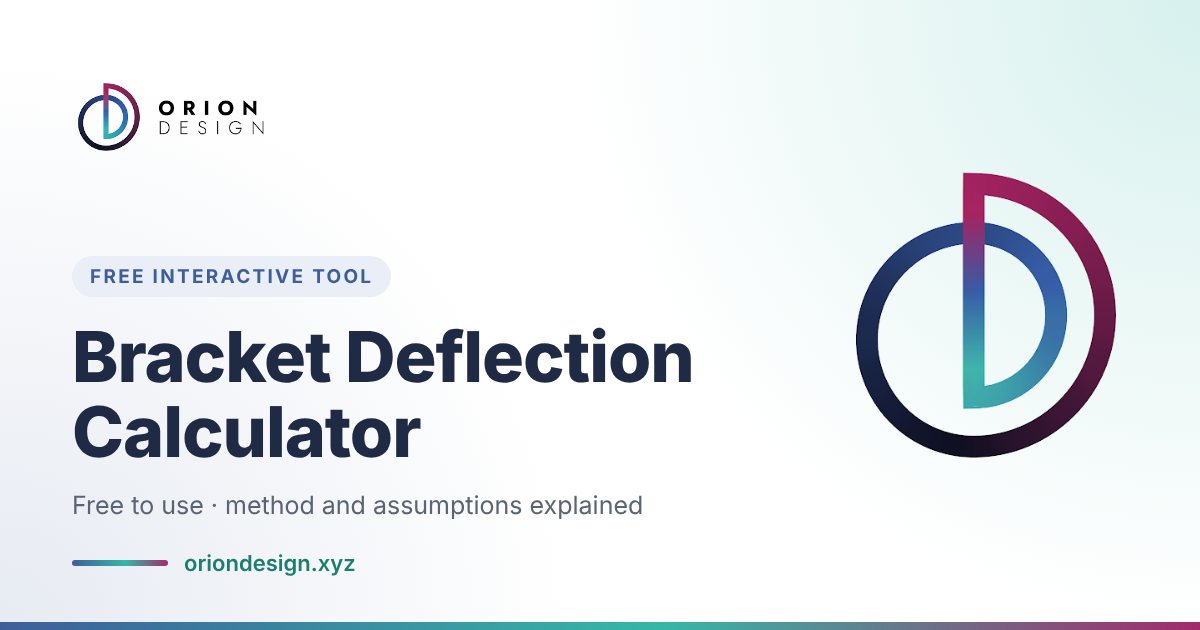 ORION
DESIGN
FREE INTERACTIVE TOOL
Bracket Deflection
Calculator
Free to use · method and assumptions explained
oriondesign.xyz